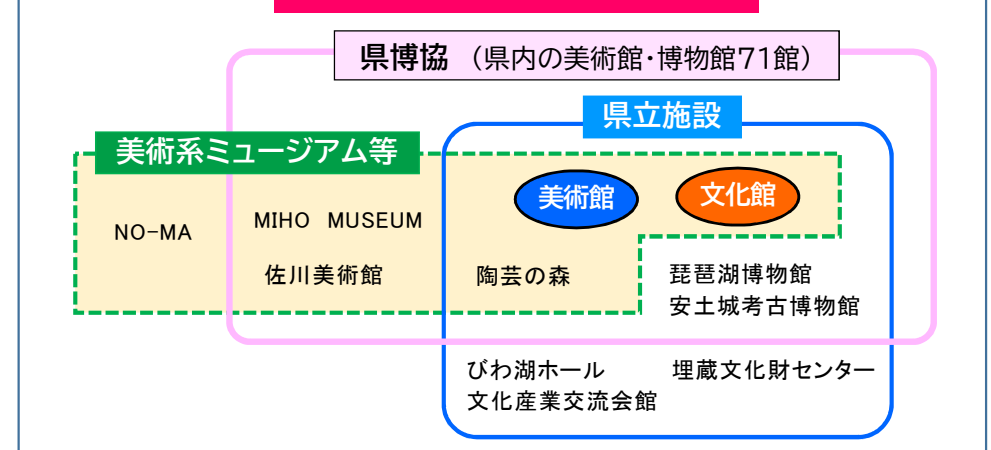 県博協 （県内の美術館・博物館71館）
県立施設
美術系ミュージアム等
美術館
文化館
NO-MA
MIHO MUSEUM
佐川美術館
陶芸の森
琵琶湖博物館
安土城考古博物館
びわ湖ホール
文化産業交流会館
埋蔵文化財センター